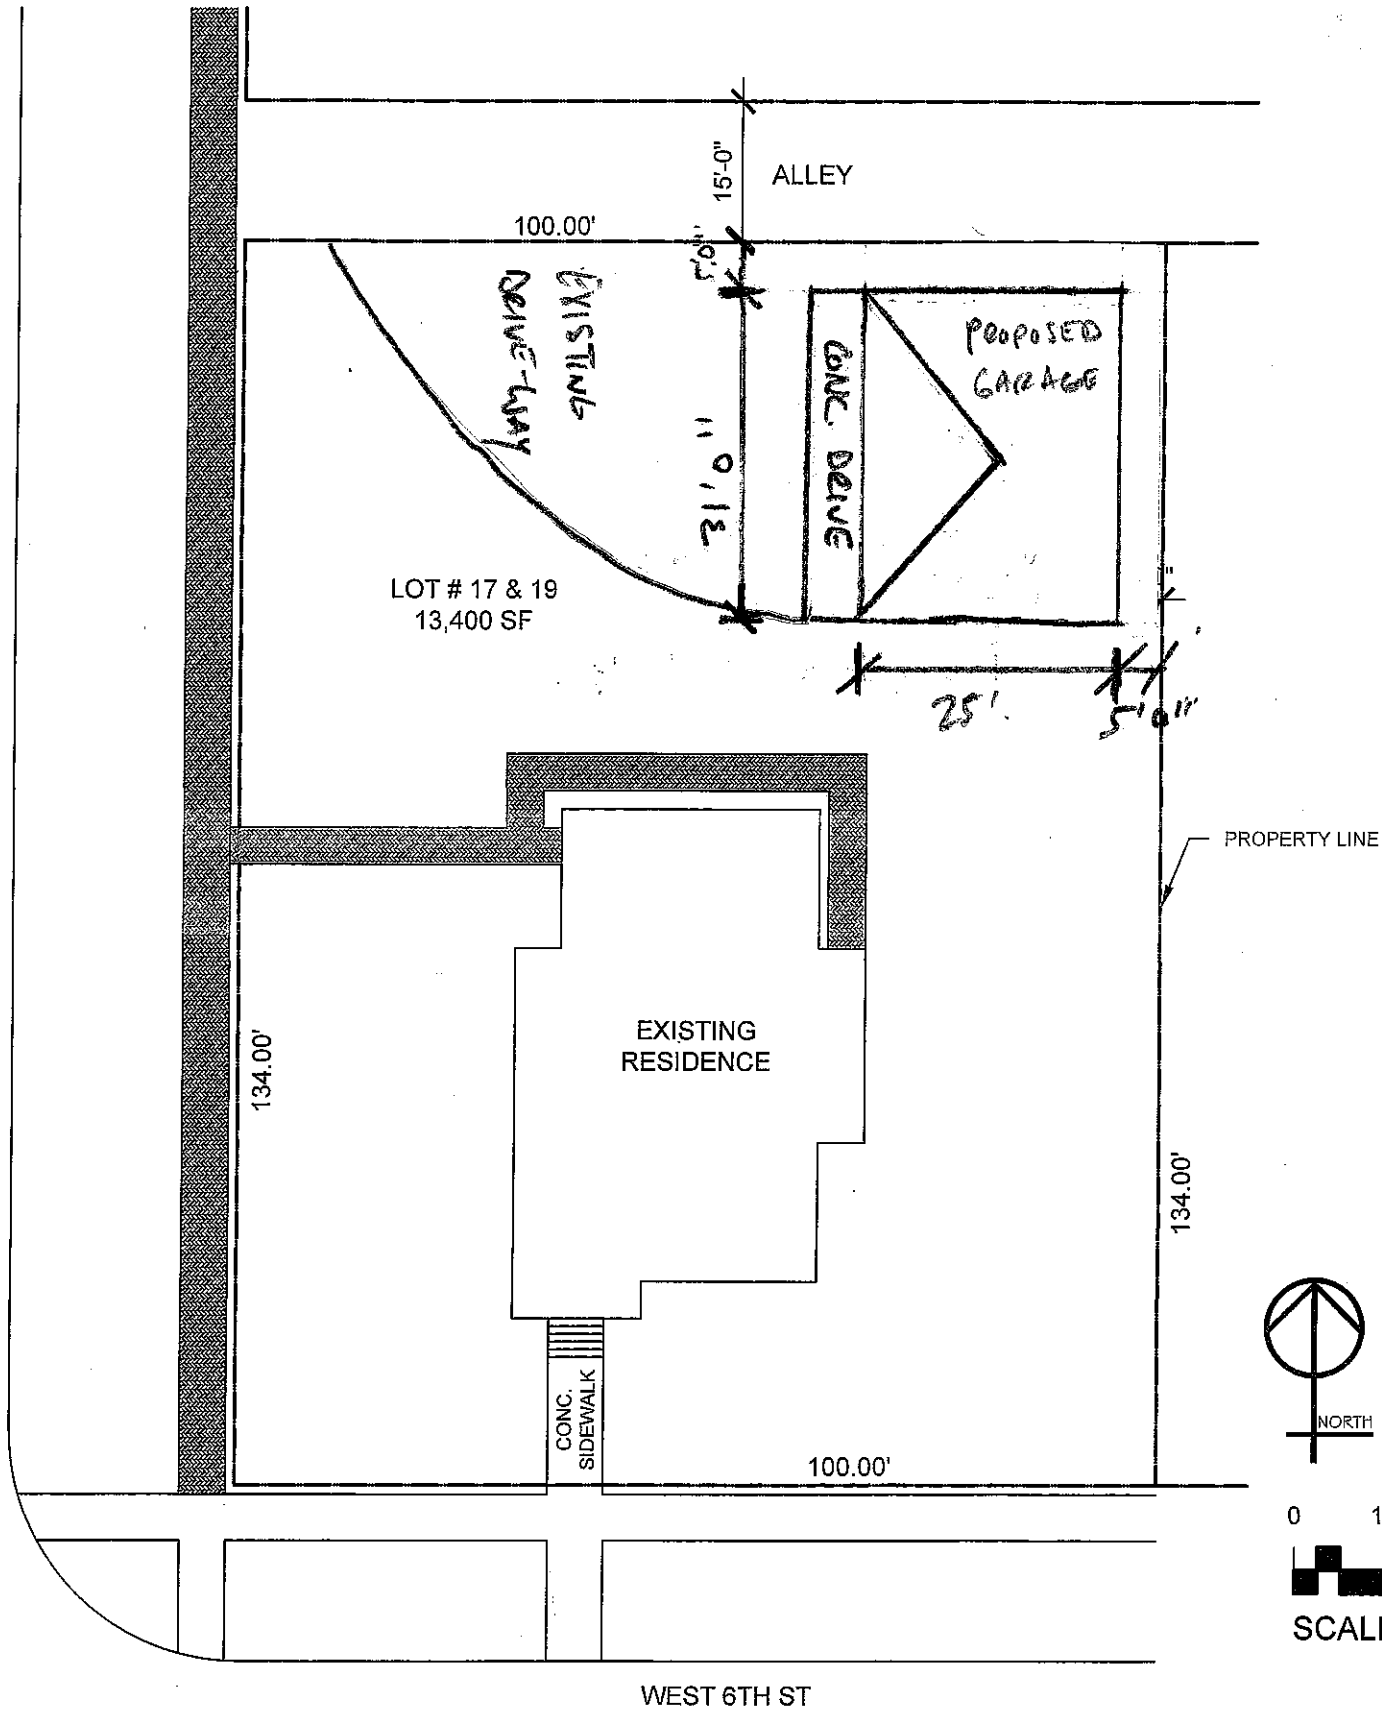 15'-0"
ALLEY
100.00'
5'0"
EXISTING
DRIVE-WAY
PROPOSED
GARAGE
CONC. DRIVE
31'0"
LOT # 17 & 19
13,400 SF
25'.
5'0"
PROPERTY LINE
EXISTING
RESIDENCE
134.00'
134.00'
CONC.
SIDEWALK
100.00'
NORTH
0 1
SCAL
WEST 6TH ST